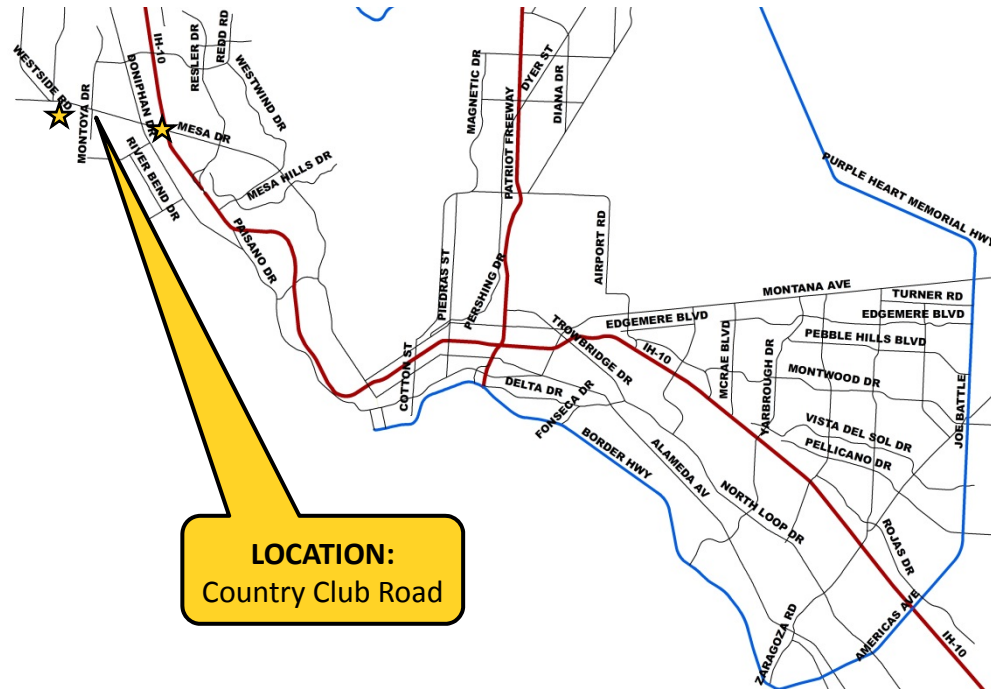 WESTSIDE RD
MONTOYA DR
DONIPHAN DR
IH-10
RESLER DR
REDD RD
WESTWIND DR
MESA DR
RIVER BEND DR
MESA HILLS DR
PAISANO DR
MAGNETIC DR
PATRIOT FREEWAY
DYER ST
DIANA DR
PURPLE HEART MEMORIAL HWY
PIEDRAS ST
PERSHING DR
AIRPORT RD
COTTON ST
MONTANA AVE
TURNER RD
EDGEMERE BLVD
EDGEMERE BLVD
TROWBRIDGE DR
IH-10
MCRAE BLVD
YARBROUGH DR
PEBBLE HILLS BLVD
MONTWOOD DR
JOE BATTLE
DELTA DR
FONSECA DR
VISTA DEL SOL DR
PELLICANO DR
BORDER HWY
ALAMEDA AV
NORTH LOOP DR
ROJAS DR
LOCATION:
Country Club Road
ZARAGOZA RD
AMERICAS AVE
IH-10